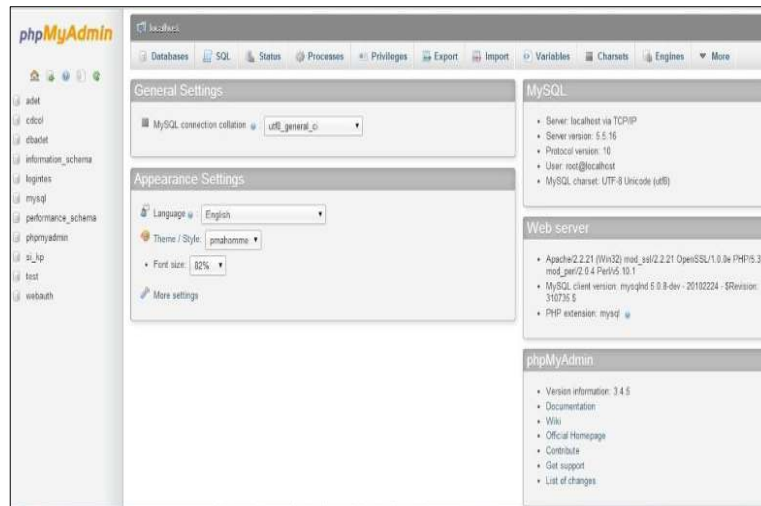 phpMyAdmin
localhost
Databases SQL Status Processes Privileges Export Import Variables Charsets Engines More
adet
cdcol
dbadet
information_schema
logintes
mysql
performance_schema
phpmyadmin
si_kp
test
webauth
General Settings
MySQL connection collation utf8_general_ci
Appearance Settings
Language : English
Theme / Style: pmahomme
Font size: 82%
More settings
MySQL
Server: localhost via TCP/IP
Server version: 5.5.16
Protocol version: 10
User: root@localhost
MySQL charset: UTF-8 Unicode (utf8)
Web server
Apache/2.2.21 (Win32) mod_ssl/2.2.21 OpenSSL/1.0.0e PHP/5.3
mod_perl/2.0.4 Perl/v5.10.1
MySQL client version: mysqlnd 5.0.8-dev - 20102224 - $Revision:
310735 $
PHP extension: mysql
phpMyAdmin
Version information: 3.4.5
Documentation
Wiki
Official Homepage
Contribute
Get support
List of changes